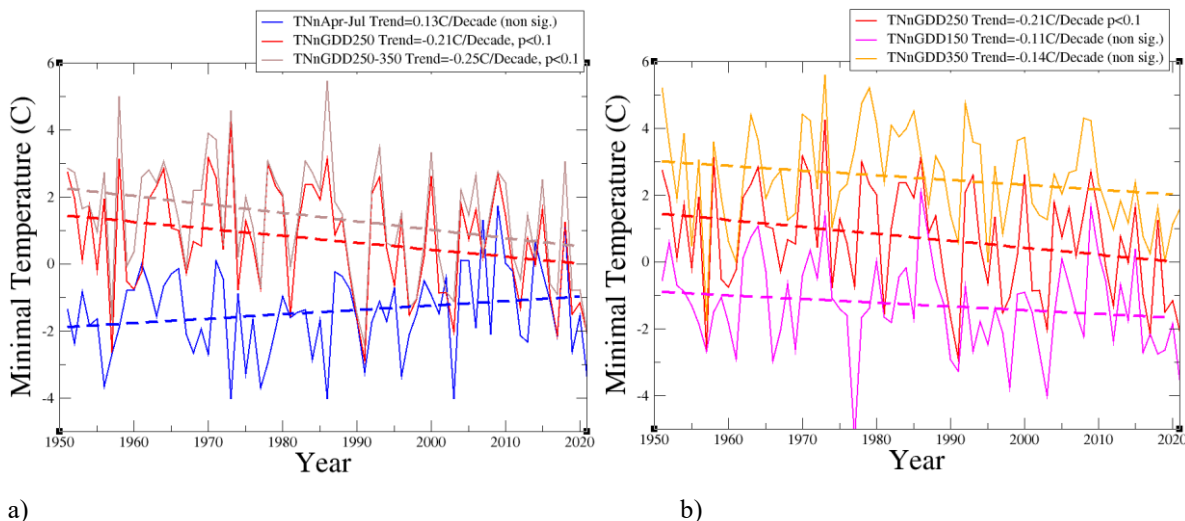 TNnApr-Jul Trend=0.13C/Decade (non sig.)
TNnGDD250 Trend=-0.21C/Decade, p<0.1
TNnGDD250-350 Trend=-0.25C/Decade, p<0.1
Minimal Temperature (C)
6
4
2
0
-2
-4
1950
1960
1970
1980
1990
2000
2010
2020
Year
a)
TNnGDD250 Trend=-0.21C/Decade p<0.1
TNnGDD150 Trend=-0.11C/Decade (non sig.)
TNnGDD350 Trend=-0.14C/Decade (non sig.)
Minimal Temperature (C)
6
4
2
0
-2
-4
1950
1960
1970
1980
1990
2000
2010
2020
Year
b)